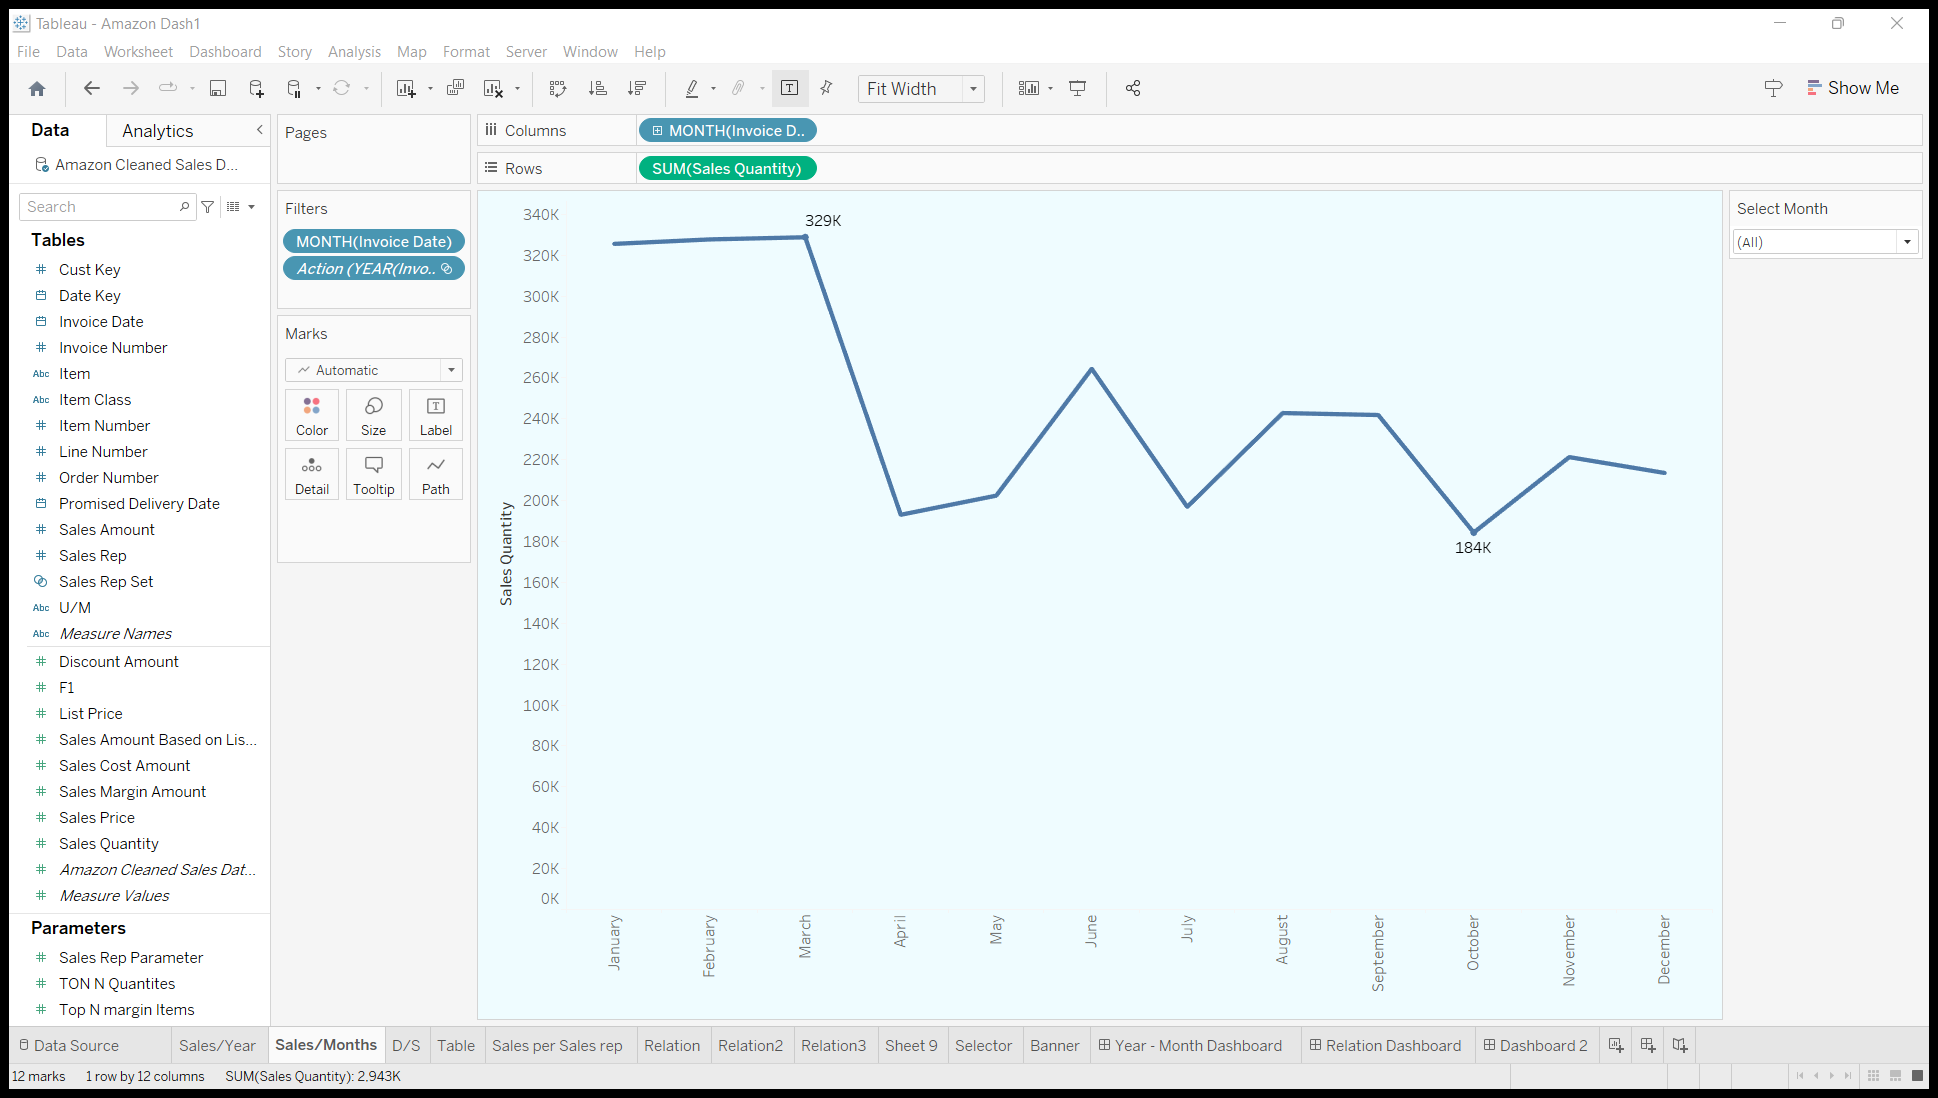 Tableau - Amazon Dash1
File Data Worksheet Dashboard Story Analysis Map Format Server Window Help
Fit Width
Show Me
Data Analytics
Amazon Cleaned Sales D...
Search
Tables
Cust Key
Date Key
Invoice Date
Invoice Number
Abc Item
Abc Item Class
Item Number
Line Number
Order Number
Promised Delivery Date
Sales Amount
Sales Rep
Sales Rep Set
Abc U/M
Abc Measure Names
Discount Amount
F1
List Price
Sales Amount Based on Lis...
Sales Cost Amount
Sales Margin Amount
Sales Price
Sales Quantity
Amazon Cleaned Sales Dat...
Measure Values
Parameters
Sales Rep Parameter
TON N Quantites
Top N margin Items
Pages
Filters
MONTH(Invoice Date)
Action (YEAR(Invo..
Marks
Automatic
Color Size Label
Detail Tooltip Path
Columns MONTH(Invoice D..
Rows SUM(Sales Quantity)
Sales Quantity
340K
320K
300K
280K
260K
240K
220K
200K
180K
160K
140K
120K
100K
80K
60K
40K
20K
0K
329K
184K
January
February
March
April
May
June
July
August
September
October
November
December
Select Month
(All)
Data Source Sales/Year Sales/Months D/S Table Sales per Sales rep Relation Relation2 Relation3 Sheet 9 Selector Banner Year - Month Dashboard Relation Dashboard Dashboard 2
12 marks 1 row by 12 columns SUM(Sales Quantity): 2,943K